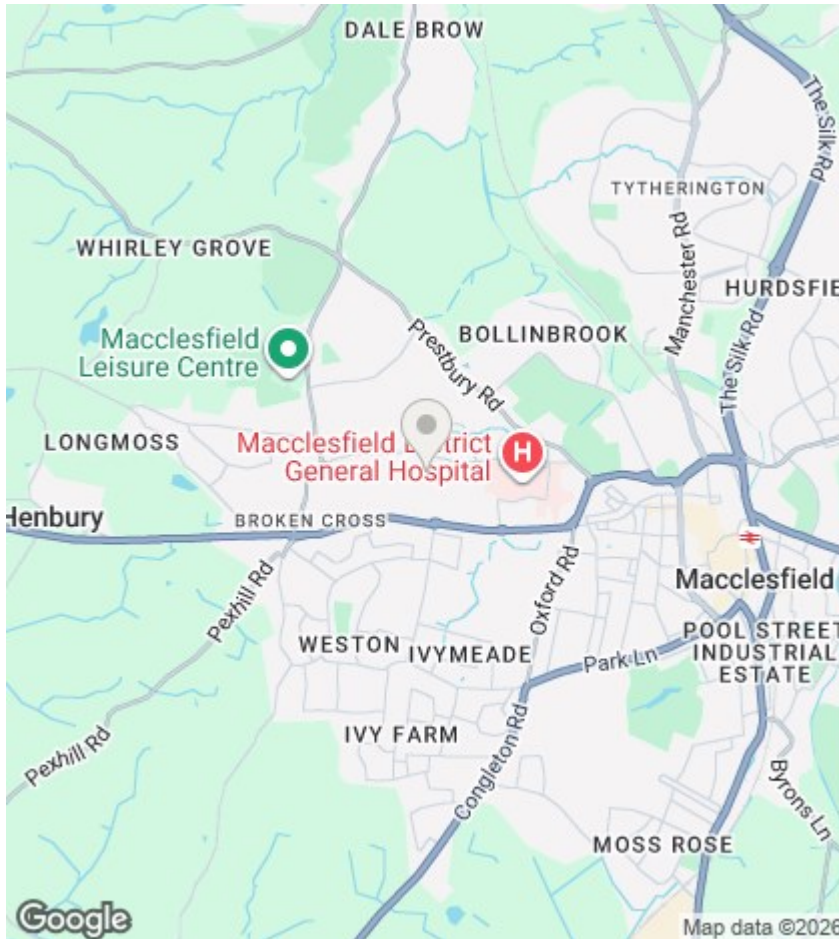 DALE BROW
The Silk Rd
TYTHERINGTON
Manchester Rd
WHIRLEY GROVE
HURDSFIE
Macclesfield
Leisure Centre
Prestbury Rd
BOLLINBROOK
The Silk Rd
LONGMOSS
Macclesfield District
General Hospital
H
Henbury
BROKEN CROSS
Oxford Rd
Macclesfield
Pexhill Rd
WESTON
IVYMEADE
Park Ln
POOL STREET
INDUSTRIAL
ESTATE
IVY FARM
Pexhill Rd
Congleton Rd
Byrons Ln
MOSS ROSE
Google
Map data ©2026